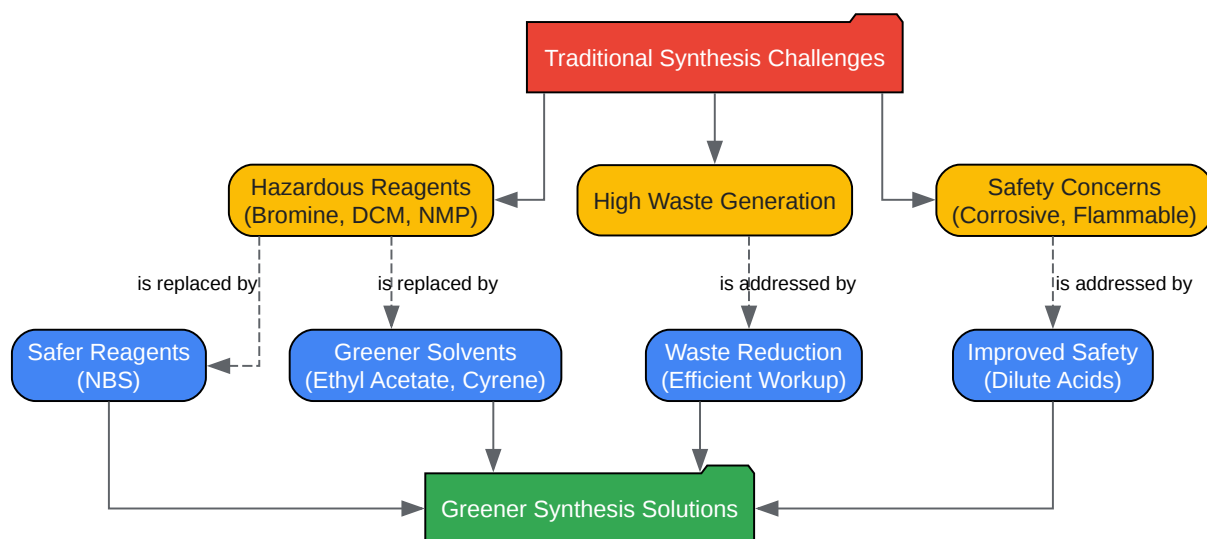 Traditional Synthesis Challenges
Hazardous Reagents
(Bromine, DCM, NMP)
High Waste Generation
Safety Concerns
(Corrosive, Flammable)
is replaced by
is replaced by
is addressed by
is addressed by
Safer Reagents
(NBS)
Greener Solvents
(Ethyl Acetate, Cyrene)
Waste Reduction
(Efficient Workup)
Improved Safety
(Dilute Acids)
Greener Synthesis Solutions